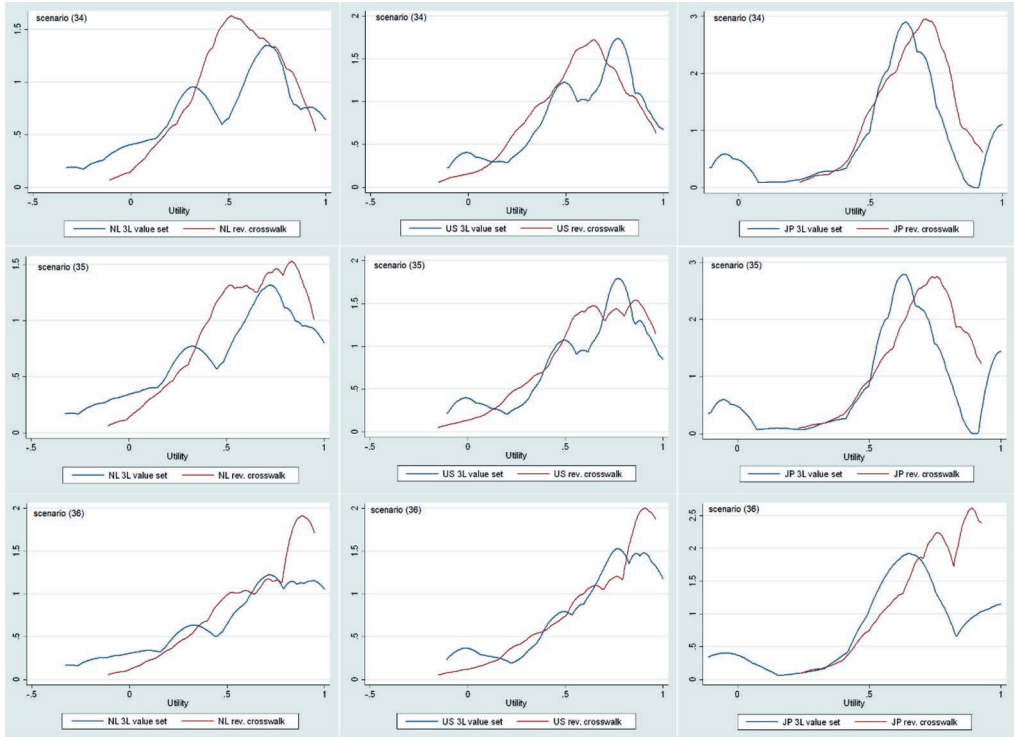 scenario (34)
1.5
1
.5
0
-.5 0 .5 1
Utility
NL 3L value set NL rev. crosswalk
scenario (34)
2
1.5
1
.5
0
-.5 0 .5 1
Utility
US 3L value set US rev. crosswalk
scenario (34)
3
2
1
0
0 .5 1
Utility
JP 3L value set JP rev. crosswalk
scenario (35)
1.5
1
.5
0
-.5 0 .5 1
Utility
NL 3L value set NL rev. crosswalk
scenario (35)
2
1.5
1
.5
0
-.5 0 .5 1
Utility
US 3L value set US rev. crosswalk
scenario (35)
3
2
1
0
0 .5 1
Utility
JP 3L value set JP rev. crosswalk
scenario (36)
2
1.5
1
.5
0
-.5 0 .5 1
Utility
NL 3L value set NL rev. crosswalk
scenario (36)
2
1.5
1
.5
0
-.5 0 .5 1
Utility
US 3L value set US rev. crosswalk
scenario (36)
2.5
2
1.5
1
.5
0
0 .5 1
Utility
JP 3L value set JP rev. crosswalk